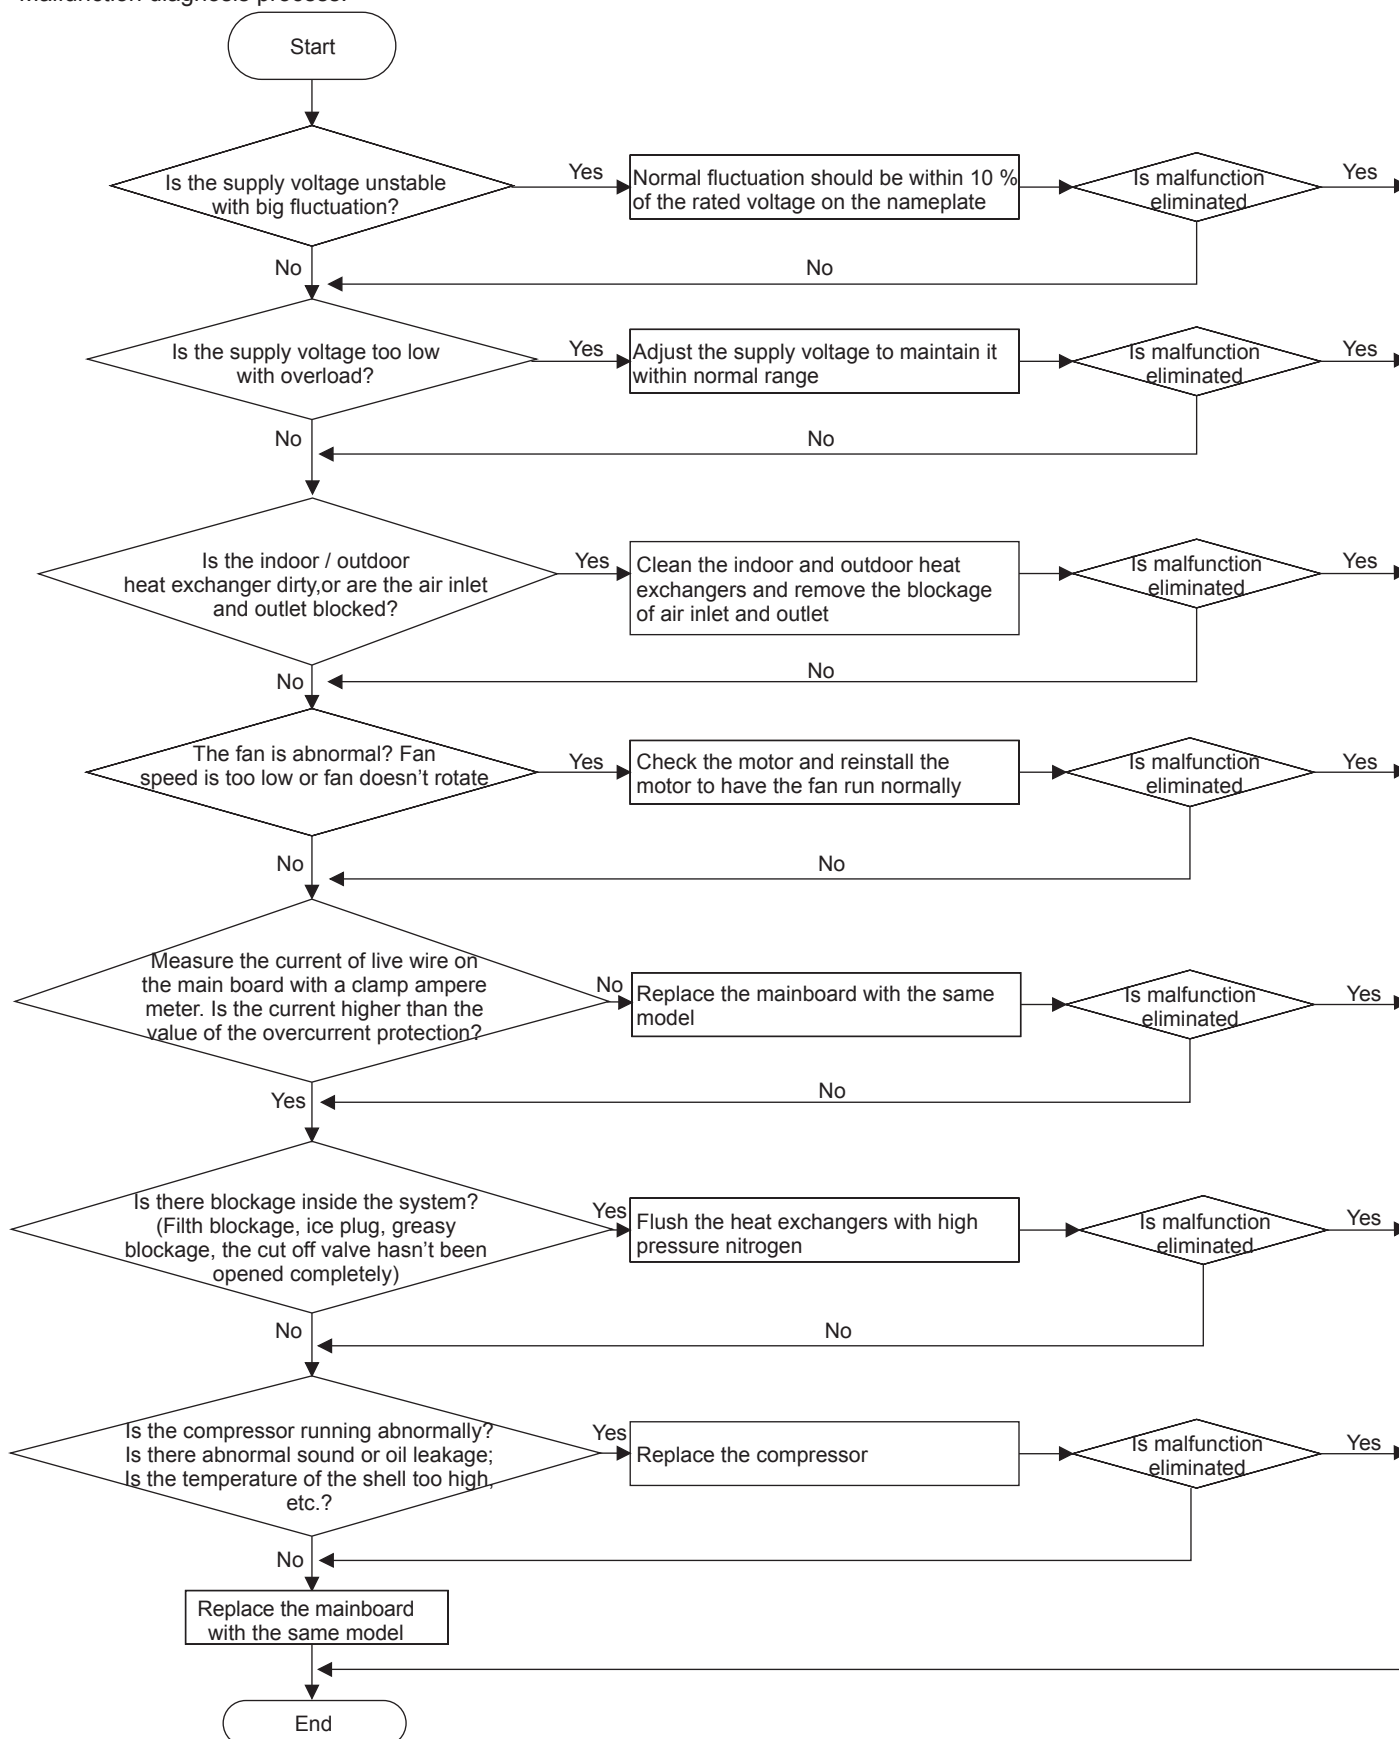 Malfunction diagnosis process:
Start
Is the supply voltage unstable
with big fluctuation?
Yes
Normal fluctuation should be within 10 %
of the rated voltage on the nameplate
Is malfunction
eliminated
Yes
No
No
Is the supply voltage too low
with overload?
Yes
Adjust the supply voltage to maintain it
within normal range
Is malfunction
eliminated
Yes
No
No
Is the indoor / outdoor
heat exchanger dirty,or are the air inlet
and outlet blocked?
Yes
Clean the indoor and outdoor heat
exchangers and remove the blockage
of air inlet and outlet
Is malfunction
eliminated
Yes
No
No
The fan is abnormal? Fan
speed is too low or fan doesn't rotate
Yes
Check the motor and reinstall the
motor to have the fan run normally
Is malfunction
eliminated
Yes
No
No
Measure the current of live wire on
the main board with a clamp ampere
meter. Is the current higher than the
value of the overcurrent protection?
No
Replace the mainboard with the same
model
Is malfunction
eliminated
Yes
No
Yes
Is there blockage inside the system?
(Filth blockage, ice plug, greasy
blockage, the cut off valve hasn't been
opened completely)
Yes
Flush the heat exchangers with high
pressure nitrogen
Is malfunction
eliminated
Yes
No
No
Is the compressor running abnormally?
Is there abnormal sound or oil leakage;
Is the temperature of the shell too high,
etc.?
Yes
Replace the compressor
Is malfunction
eliminated
Yes
No
Replace the mainboard
with the same model
End